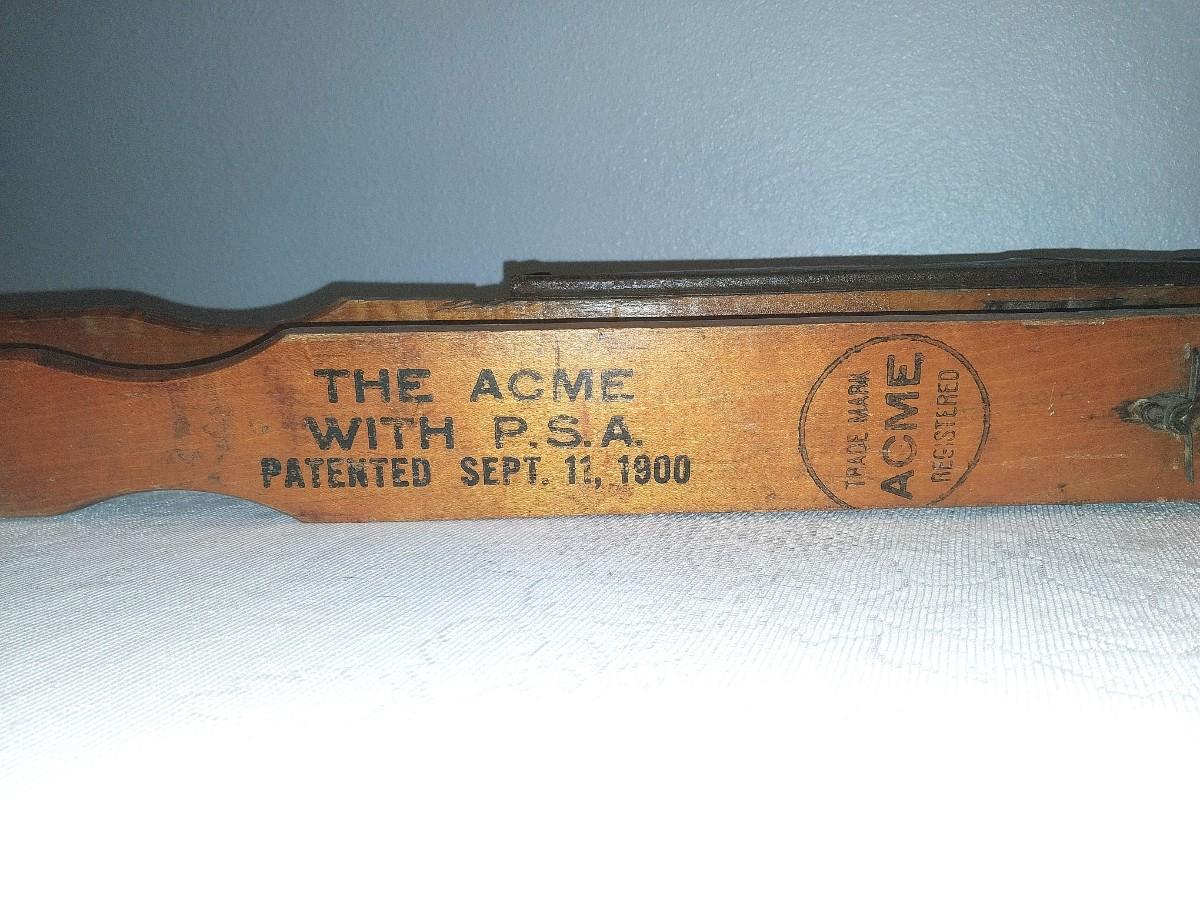 THE ACME
WITH P.S.A.
PATENTED SEPT. 11, 1900
TRADE MARK
ACME
REGISTERED